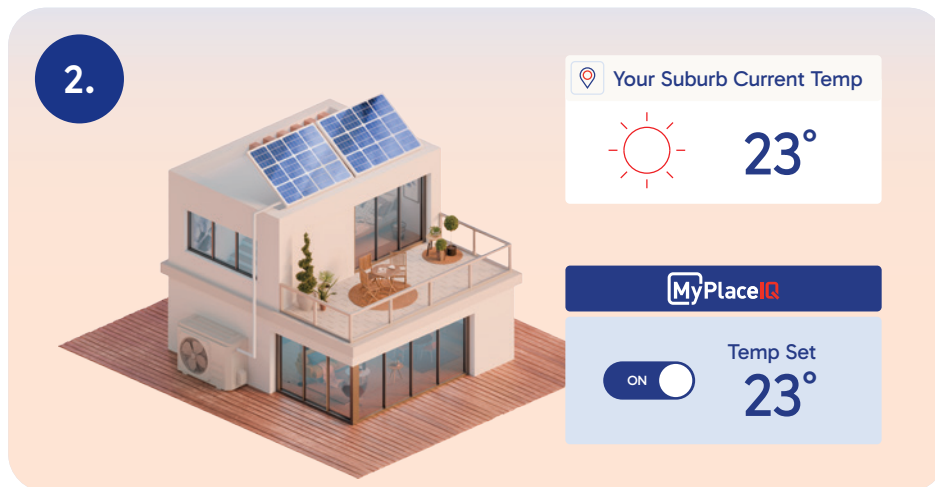 2.
Your Suburb Current Temp
23°
MyPlaceIQ
ON
Temp Set
23°